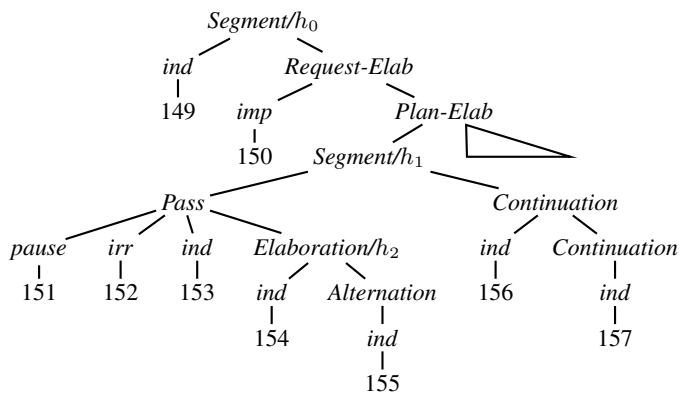 Segment/h₀
ind Request-Elab
149 imp Plan-Elab
150 Segment/h₁
Pass Continuation
pause irr ind Elaboration/h₂ ind Continuation
151 152 153 ind Alternation 156 ind
154 ind 157
155